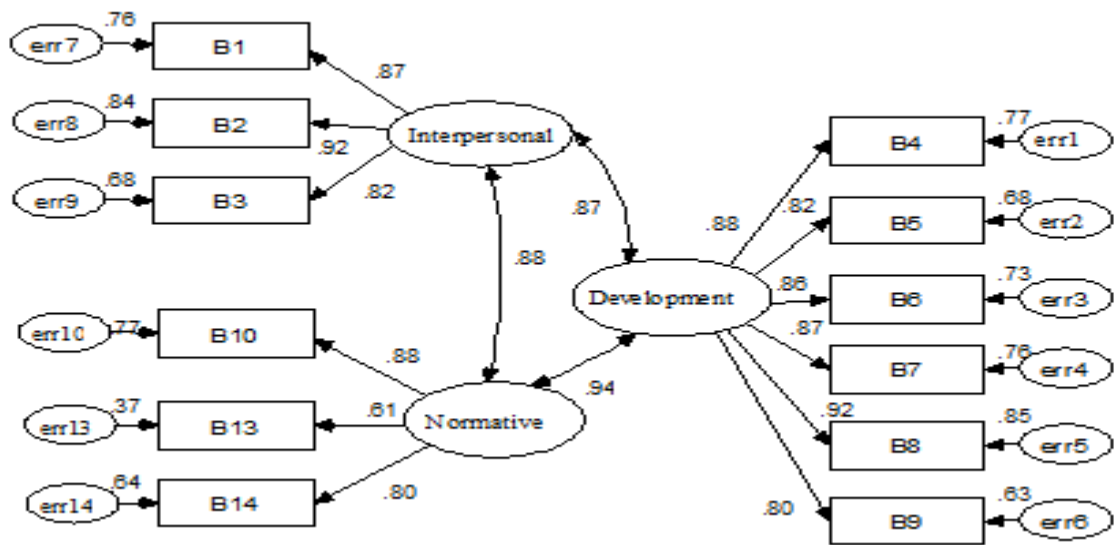 .76
err7
B1
.87
.84
err8
B2
.92
Interpersonal
.68
err9
B3
.82
.77
B4
err1
.87
.88
.82
.68
B5
err2
.88
Development
.86
.73
B6
err3
.77
err10
B10
.88
.87
.76
B7
err4
.94
.37
err13
B13
.61
Normative
.92
.85
B8
err5
.64
err14
B14
.80
.80
.63
B9
err6